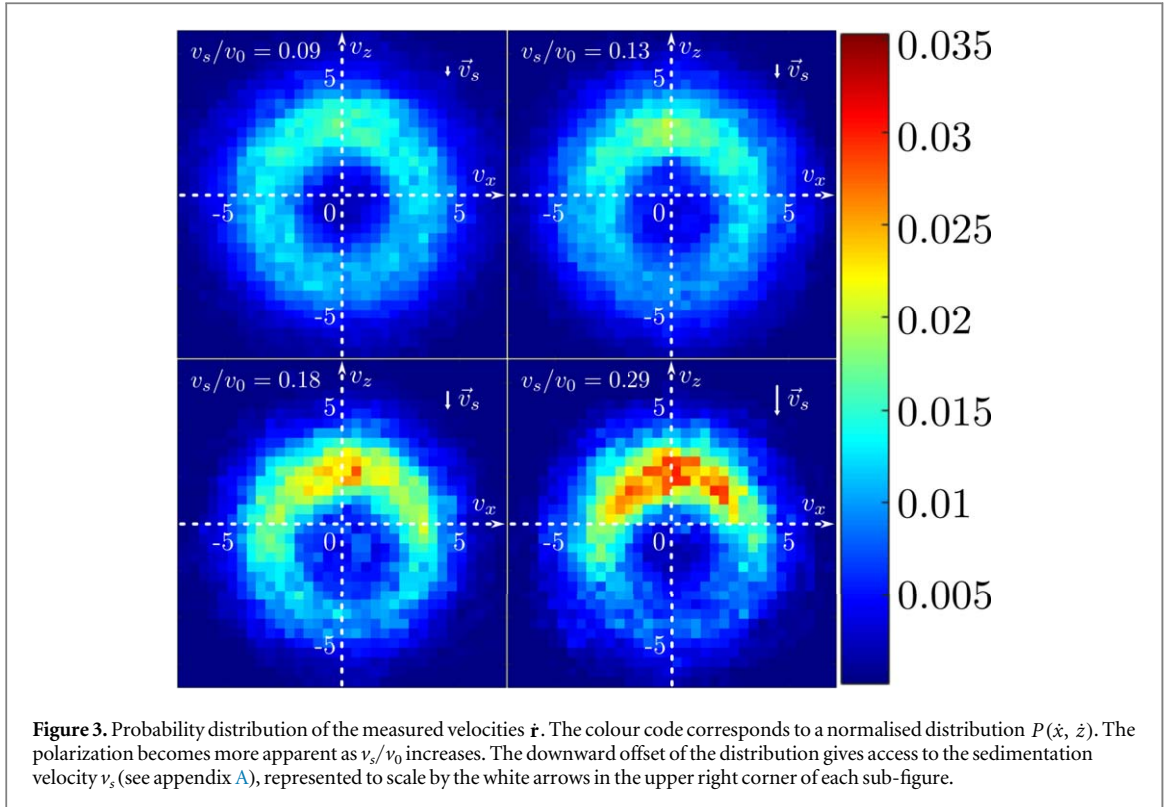 v_s/v_0 = 0.09
v_z
5
v⃗_s
v_x
-5
0
5
-5
v_s/v_0 = 0.13
v_z
5
v⃗_s
v_x
-5
0
5
-5
v_s/v_0 = 0.18
v_z
5
v⃗_s
v_x
-5
0
5
-5
v_s/v_0 = 0.29
v_z
5
v⃗_s
v_x
-5
0
5
-5
0.035
0.03
0.025
0.02
0.015
0.01
0.005
Figure 3. Probability distribution of the measured velocities ṙ. The colour code corresponds to a normalised distribution P(ẋ, ż). The
polarization becomes more apparent as v_s/v_0 increases. The downward offset of the distribution gives access to the sedimentation
velocity v_s (see appendix A), represented to scale by the white arrows in the upper right corner of each sub-figure.